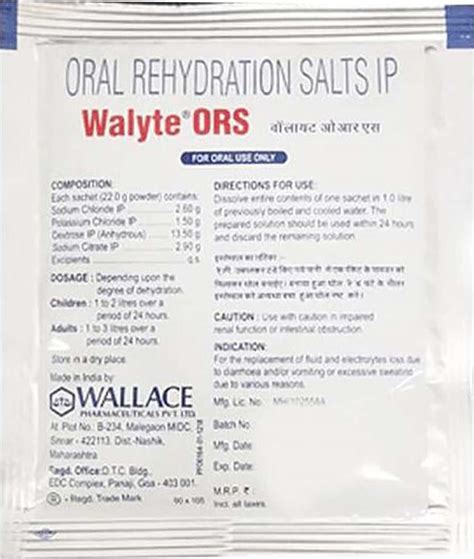 ORAL REHYDRATION SALTS IP
Walyte® ORS वॉलायट ओ आर एस
FOR ORAL USE ONLY
COMPOSITION:
Each sachet (22.0 g powder) contains:
Sodium Chloride IP 2.60 g
Potassium Chloride IP 1.50 g
Dextrose IP (Anhydrous) 13.50 g
Sodium Citrate IP 2.90 g
Excipients q.s.
DOSAGE : Depending upon the
degree of dehydration.
Children : 1 to 2 litres over a
period of 24 hours.
Adults : 1 to 3 litres over a
period of 24 hours.
Store in a dry place.
Made in India by:
WALLACE
PHARMACEUTICALS PVT. LTD.
At. Plot No.: B-234, Malegaon MIDC,
Sinnar - 422113. Dist.-Nashik,
Maharashtra
Regd. Office: D.T.C. Bldg.,
EDC Complex, Panaji, Goa - 403 001.
® - Regd. Trade Mark 90 x 105
DIRECTIONS FOR USE:
Dissolve entire contents of one sachet in 1.0 litre
of previously boiled and cooled water. The
prepared solution should be used within 24 hours
and discard the remaining solution.
CAUTION : Use with caution in impaired
renal function or intestinal obstruction.
INDICATION:
For the replacement of fluid and electrolytes loss due
to diarrhoea and/or vomiting or excessive sweating
due to various etiology.
Mfg. Lic. No.:
Batch No.
Mfg. Date:
Exp. Date:
M.R.P. ₹ :
Incl. all taxes.